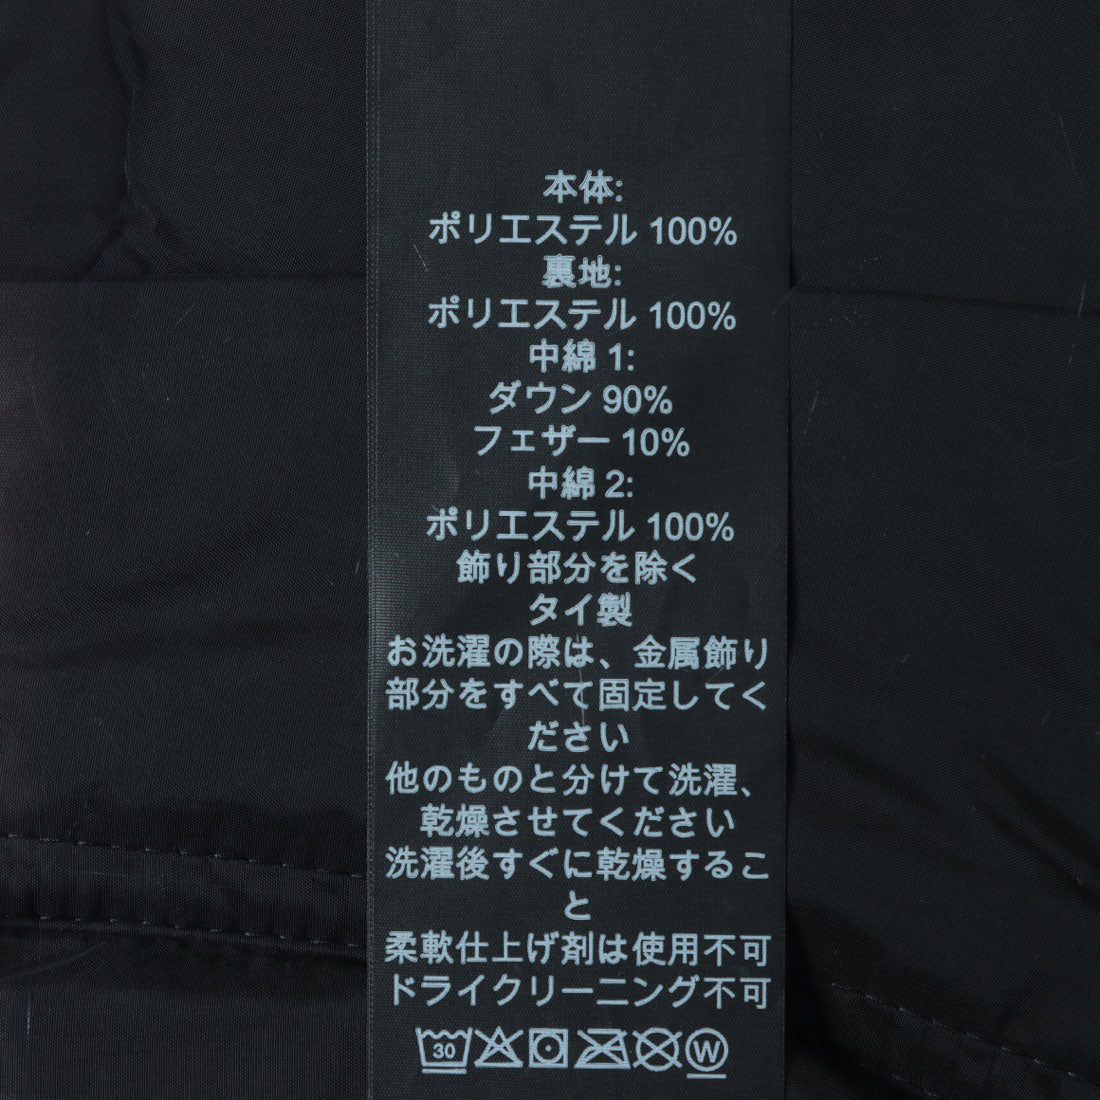 本体:
ポリエステル 100%
裏地:
ポリエステル 100%
中綿 1:
ダウン 90%
フェザー 10%
中綿 2:
ポリエステル 100%
飾り部分を除く
タイ製
お洗濯の際は、金属飾り
部分をすべて固定してく
ださい
他のものと分けて洗濯、
乾燥させてください
洗濯後すぐに乾燥するこ
と
柔軟仕上げ剤は使用不可
ドライクリーニング不可
30 W